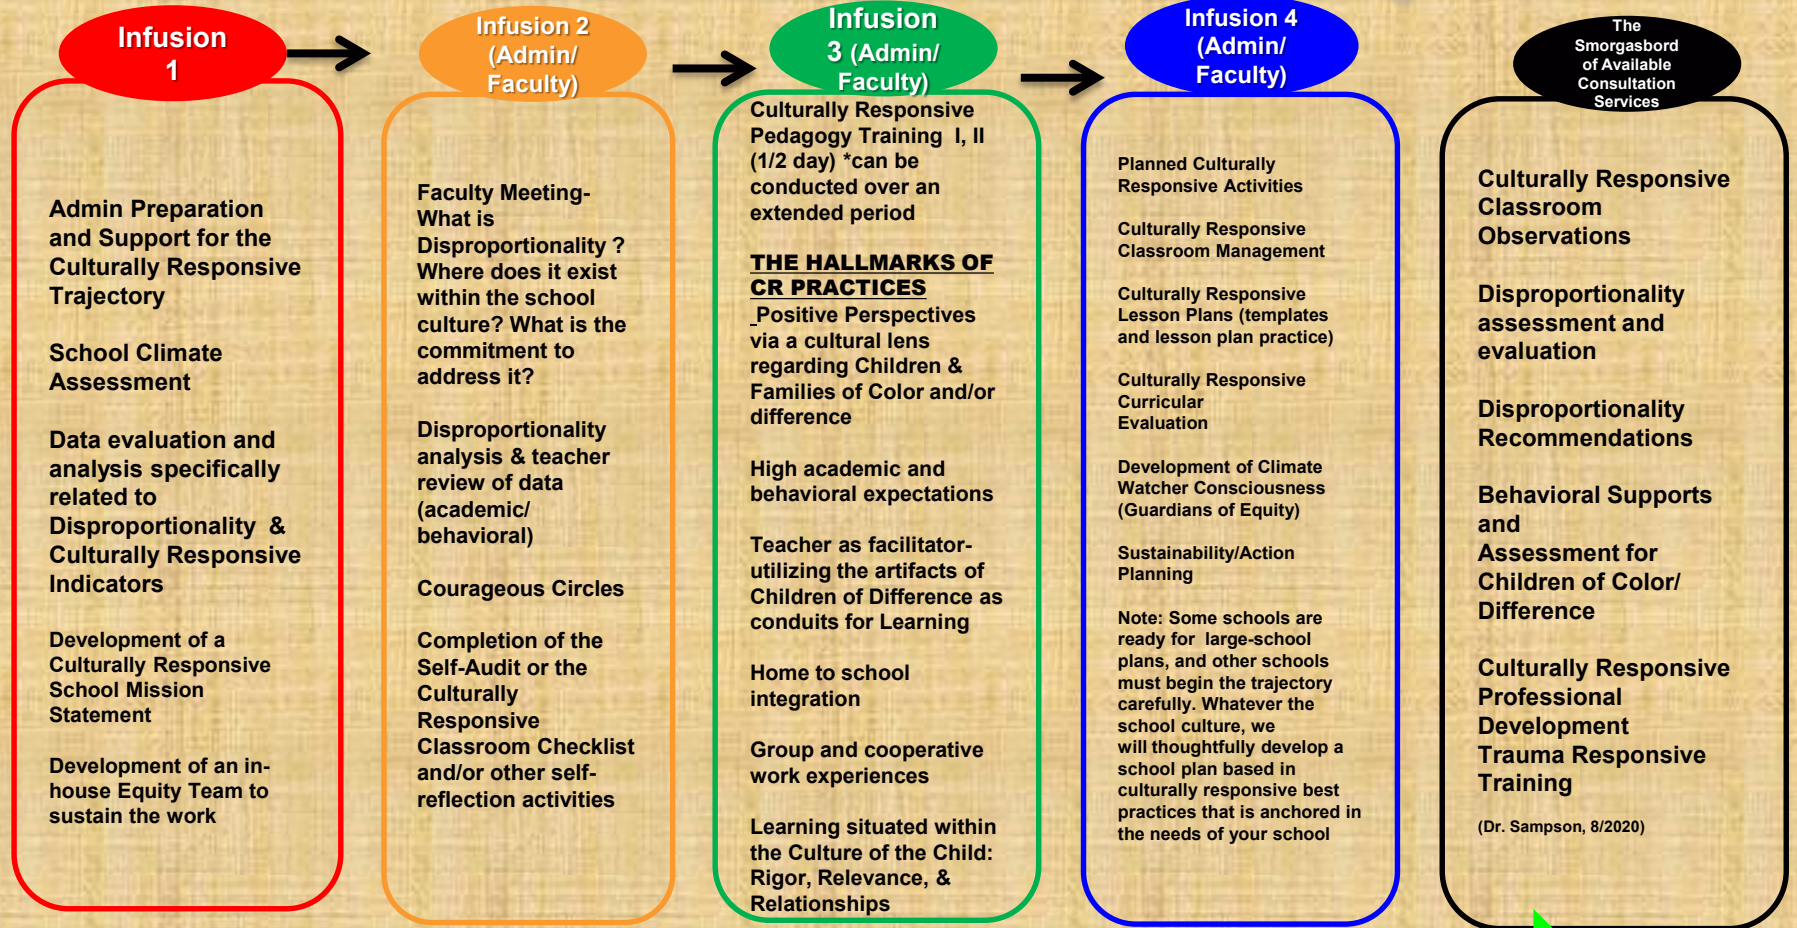 Infusion
1
Admin Preparation
and Support for the
Culturally Responsive
Trajectory
School Climate
Assessment
Data evaluation and
analysis specifically
related to
Disproportionality &
Culturally Responsive
Indicators
Development of a
Culturally Responsive
School Mission
Statement
Development of an in-
house Equity Team to
sustain the work
Infusion 2
(Admin/
Faculty)
Faculty Meeting-
What is
Disproportionality ?
Where does it exist
within the school
culture? What is the
commitment to
address it?
Disproportionality
analysis & teacher
review of data
(academic/
behavioral)
Courageous Circles
Completion of the
Self-Audit or the
Culturally
Responsive
Classroom Checklist
and/or other self-
reflection activities
Infusion
3 (Admin/
Faculty)
Culturally Responsive
Pedagogy Training I, II
(1/2 day) *can be
conducted over an
extended period
THE HALLMARKS OF
CR PRACTICES
Positive Perspectives
via a cultural lens
regarding Children &
Families of Color and/or
difference
High academic and
behavioral expectations
Teacher as facilitator-
utilizing the artifacts of
Children of Difference as
conduits for Learning
Home to school
integration
Group and cooperative
work experiences
Learning situated within
the Culture of the Child:
Rigor, Relevance, &
Relationships
Infusion 4
(Admin/
Faculty)
Planned Culturally
Responsive Activities
Culturally Responsive
Classroom Management
Culturally Responsive
Lesson Plans (templates
and lesson plan practice)
Culturally Responsive
Curricular
Evaluation
Development of Climate
Watcher Consciousness
(Guardians of Equity)
Sustainability/Action
Planning
Note: Some schools are
ready for large-school
plans, and other schools
must begin the trajectory
carefully. Whatever the
school culture, we
will thoughtfully develop a
school plan based in
culturally responsive best
practices that is anchored in
the needs of your school
The
Smorgasbord
of Available
Consultation
Services
Culturally Responsive
Classroom
Observations
Disproportionality
assessment and
evaluation
Disproportionality
Recommendations
Behavioral Supports
and
Assessment for
Children of Color/
Difference
Culturally Responsive
Professional
Development
Trauma Responsive
Training
(Dr. Sampson, 8/2020)